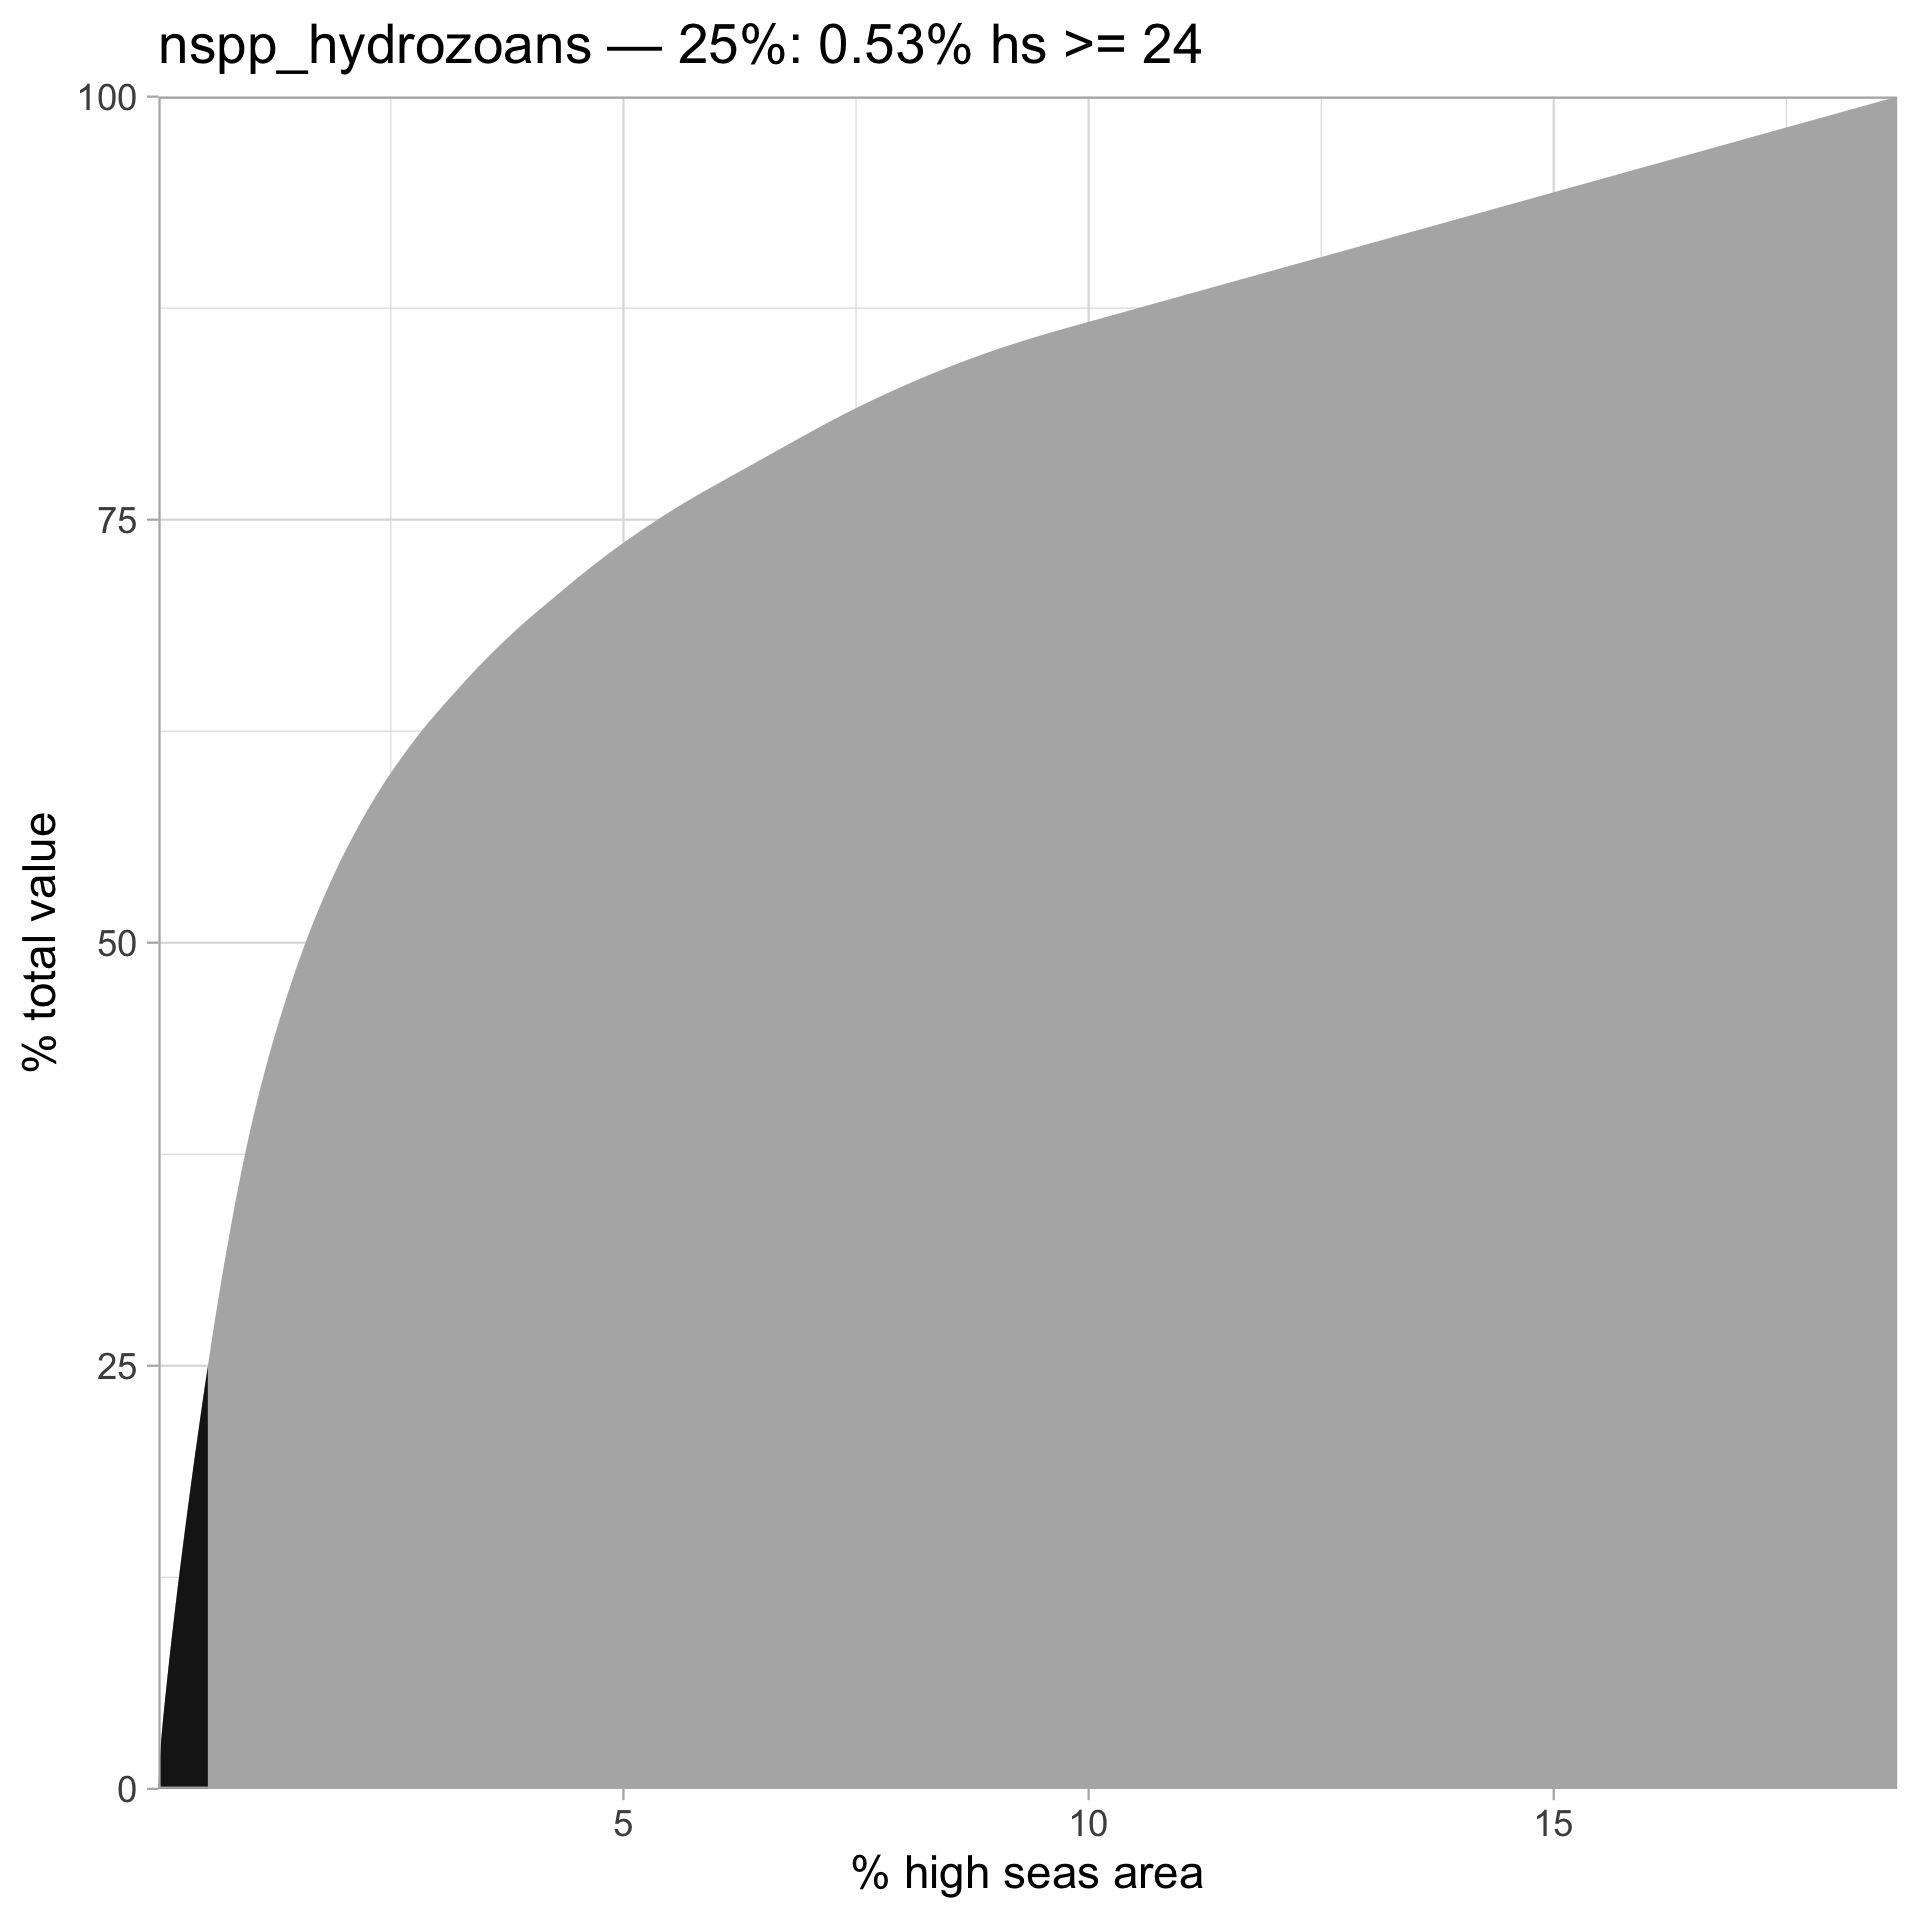 nspp_hydrozoans — 25%: 0.53% hs >= 24
100
75
50
25
0
% total value
5 10 15
% high seas area